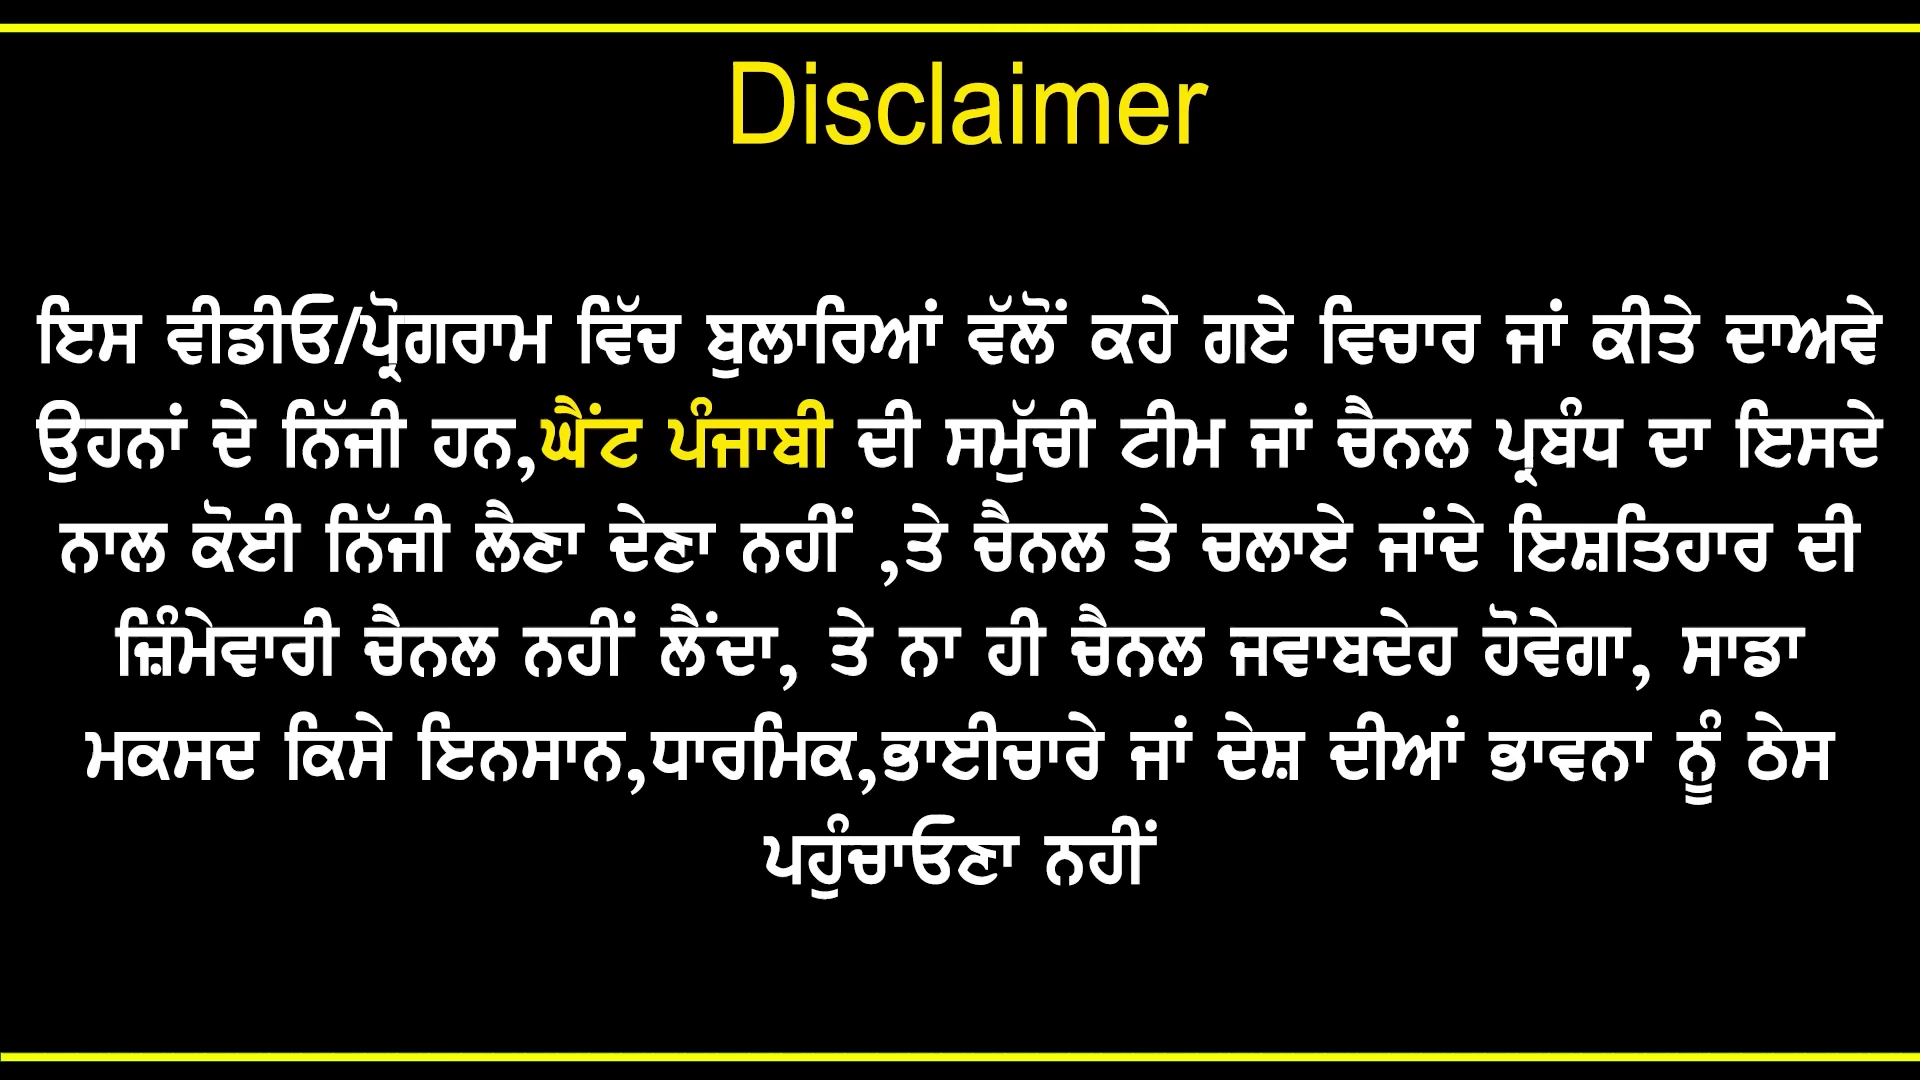 Disclaimer
ਇਸ ਵੀਡੀਓ/ਪ੍ਰੋਗਰਾਮ ਵਿੱਚ ਬੁਲਾਰਿਆਂ ਵੱਲੋਂ ਕਹੇ ਗਏ ਵਿਚਾਰ ਜਾਂ ਕੀਤੇ ਦਾਅਵੇ
ਉਹਨਾਂ ਦੇ ਨਿੱਜੀ ਹਨ,ਘੈਂਟ ਪੰਜਾਬੀ ਦੀ ਸਮੁੱਚੀ ਟੀਮ ਜਾਂ ਚੈਨਲ ਪ੍ਰਬੰਧ ਦਾ ਇਸਦੇ
ਨਾਲ ਕੋਈ ਨਿੱਜੀ ਲੈਣਾ ਦੇਣਾ ਨਹੀਂ ,ਤੇ ਚੈਨਲ ਤੇ ਚਲਾਏ ਜਾਂਦੇ ਇਸ਼ਤਿਹਾਰ ਦੀ
ਜ਼ਿੰਮੇਵਾਰੀ ਚੈਨਲ ਨਹੀਂ ਲੈਂਦਾ, ਤੇ ਨਾ ਹੀ ਚੈਨਲ ਜਵਾਬਦੇਹ ਹੋਵੇਗਾ, ਸਾਡਾ
ਮਕਸਦ ਕਿਸੇ ਇਨਸਾਨ,ਧਾਰਮਿਕ,ਭਾਈਚਾਰੇ ਜਾਂ ਦੇਸ਼ ਦੀਆਂ ਭਾਵਨਾ ਨੂੰ ਠੇਸ
ਪਹੁੰਚਾਓਣਾ ਨਹੀਂ